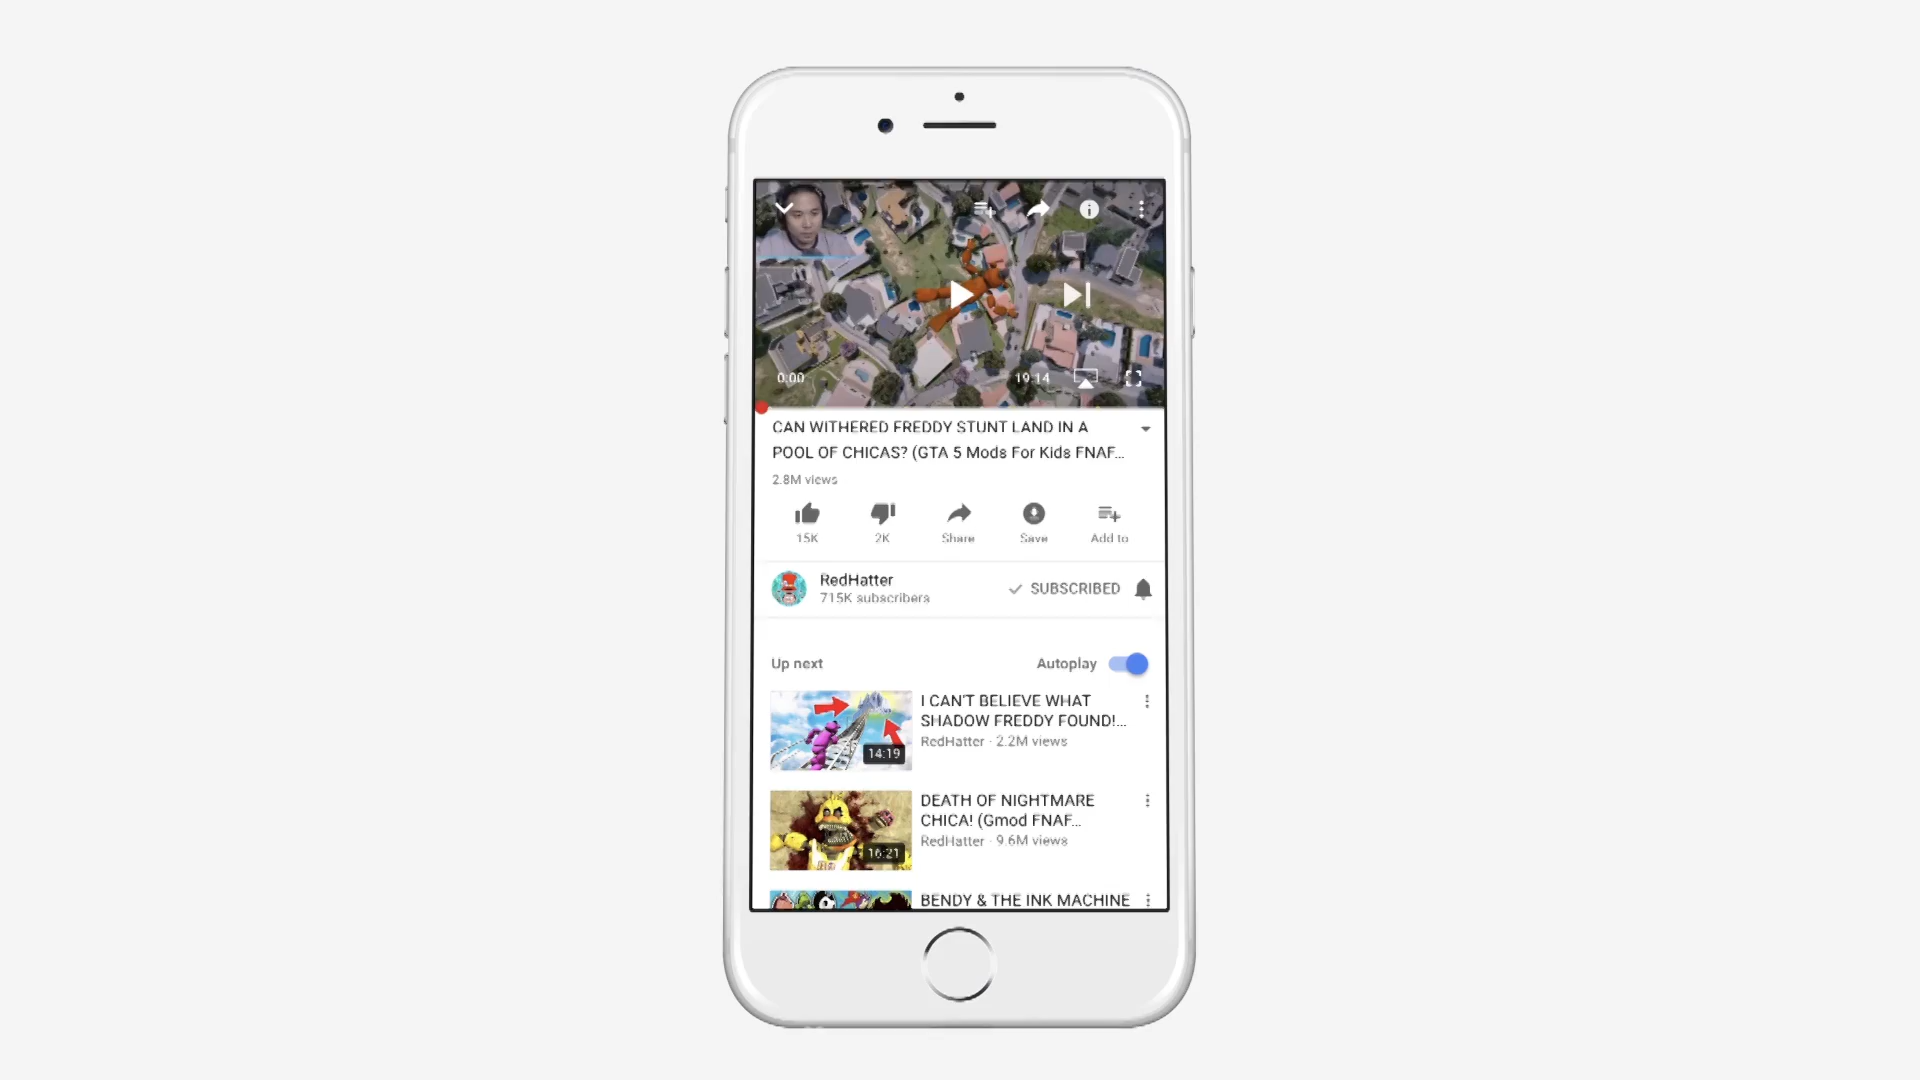 0:00
19:14
CAN WITHERED FREDDY STUNT LAND IN A
POOL OF CHICAS? (GTA 5 Mods For Kids FNAF...
2.8M views
15K
2K
Share
Save
Add to
RedHatter
715K subscribers
SUBSCRIBED
Up next
Autoplay
I CAN'T BELIEVE WHAT
SHADOW FREDDY FOUND!...
RedHatter · 2.2M views
14:19
DEATH OF NIGHTMARE
CHICA! (Gmod FNAF...
RedHatter · 9.6M views
16:21
BENDY & THE INK MACHINE